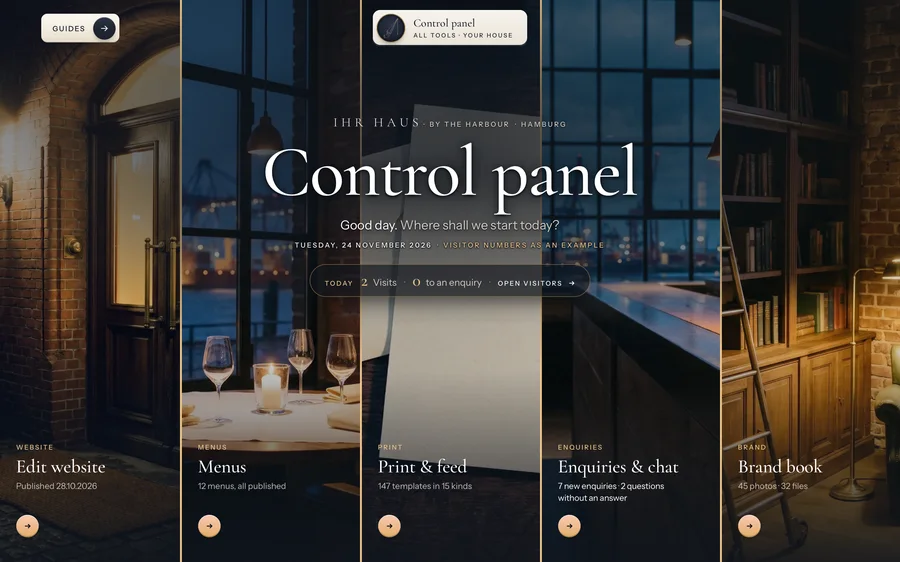 GUIDES →
Control panel
ALL TOOLS · YOUR HOUSE
IHR HAUS · BY THE HARBOUR · HAMBURG
Control panel
Good day. Where shall we start today?
TUESDAY, 24 NOVEMBER 2026 · VISITOR NUMBERS AS AN EXAMPLE
TODAY 2 Visits · 0 to an enquiry · OPEN VISITORS →
WEBSITE
Edit website
Published 28.10.2026
MENUS
Menus
12 menus, all published
PRINT
Print & feed
147 templates in 15 kinds
ENQUIRIES
Enquiries & chat
7 new enquiries · 2 questions
without an answer
BRAND
Brand book
45 photos · 32 files